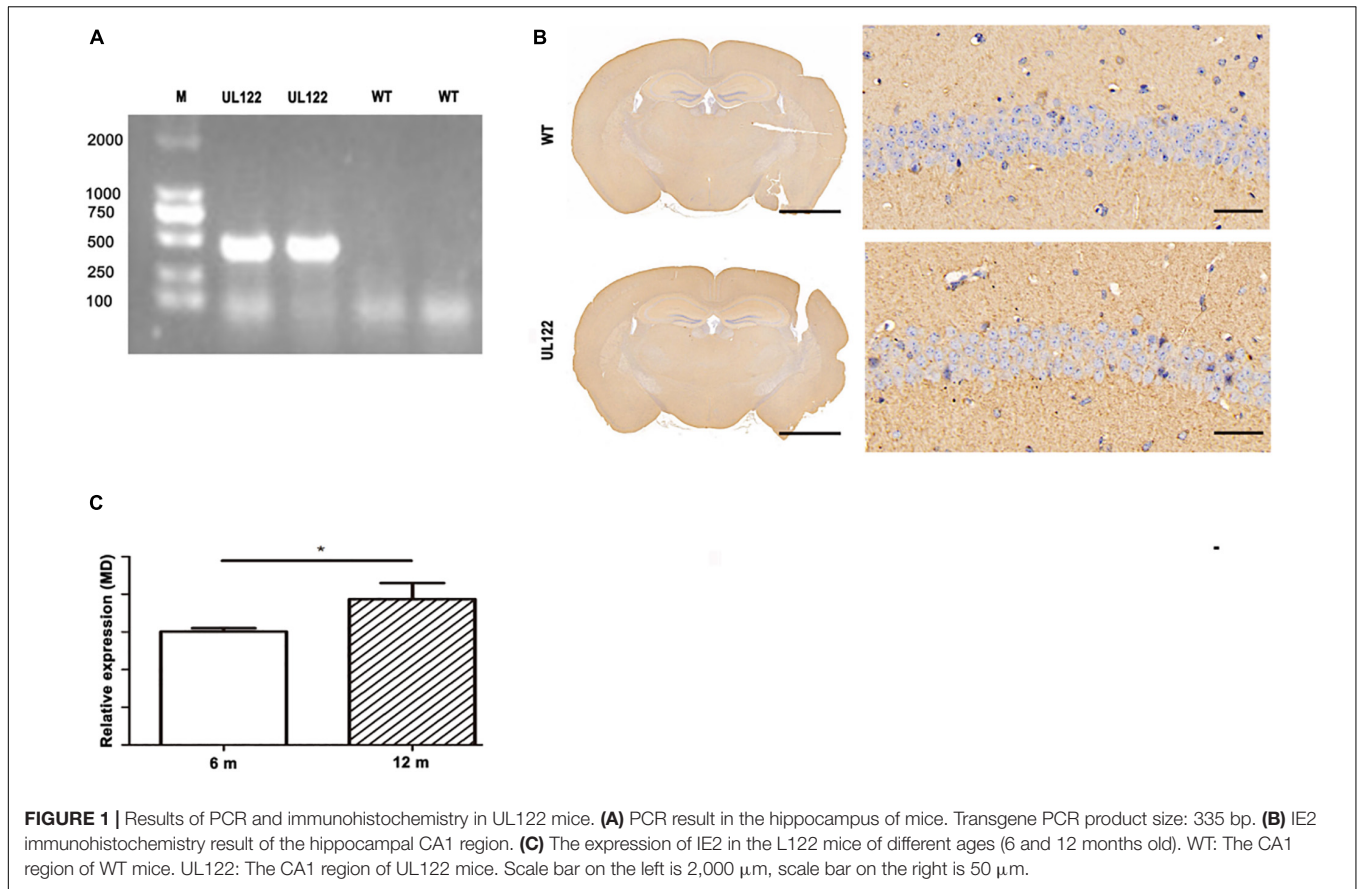 A
M UL122 UL122 WT WT
2000
1000
750
500
250
100
B
WT
UL122
C
Relative expression (MD)
*
6 m 12 m
FIGURE 1 | Results of PCR and immunohistochemistry in UL122 mice. (A) PCR result in the hippocampus of mice. Transgene PCR product size: 335 bp. (B) IE2
immunohistochemistry result of the hippocampal CA1 region. (C) The expression of IE2 in the L122 mice of different ages (6 and 12 months old). WT: The CA1
region of WT mice. UL122: The CA1 region of UL122 mice. Scale bar on the left is 2,000 μm, scale bar on the right is 50 μm.